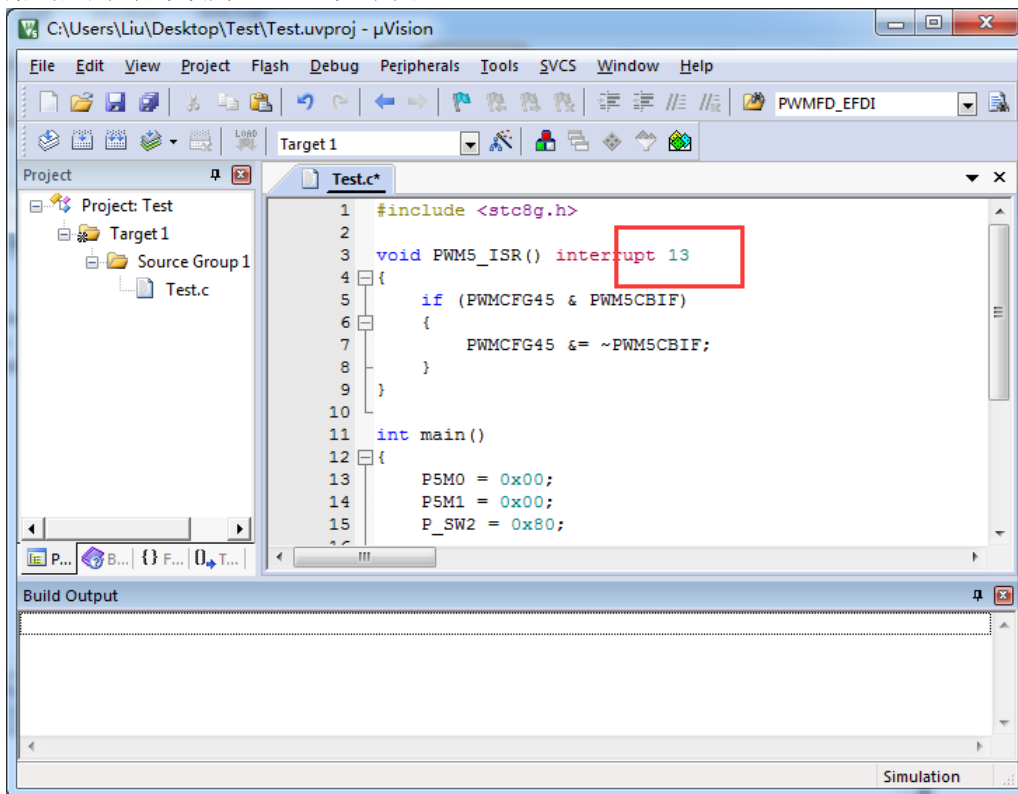 C:\Users\Liu\Desktop\Test\Test.uvproj - µVision
File Edit View Project Flash Debug Peripherals Tools SVCS Window Help
PWMFD_EFDI
LOAD Target 1
Project
Test.c*
Project: Test
Target 1
Source Group 1
Test.c
1 #include <stc8g.h>
2
3 void PWM5_ISR() interrupt 13
4 {
5 if (PWMCFG45 & PWM5CBIF)
6 {
7 PWMCFG45 &= ~PWM5CBIF;
8 }
9 }
10
11 int main()
12 {
13 P5M0 = 0x00;
14 P5M1 = 0x00;
15 P_SW2 = 0x80;
P... B... {} F... 0 T...
Build Output
Simulation